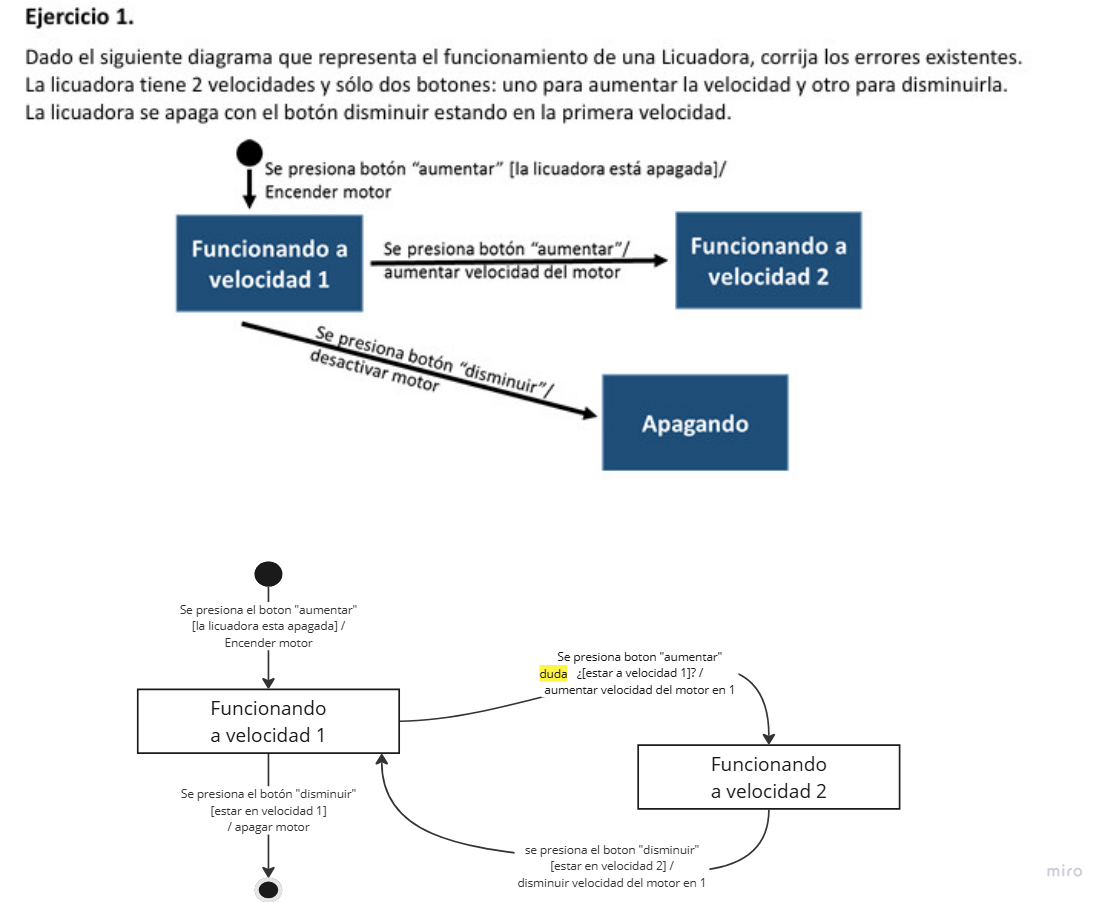 Ejercicio 1.
Dado el siguiente diagrama que representa el funcionamiento de una Licuadora, corrija los errores existentes.
La licuadora tiene 2 velocidades y sólo dos botones: uno para aumentar la velocidad y otro para disminuirla.
La licuadora se apaga con el botón disminuir estando en la primera velocidad.
Se presiona botón “aumentar” [la licuadora está apagada]/
Encender motor
Funcionando a
velocidad 1
Se presiona botón “aumentar”/
aumentar velocidad del motor
Funcionando a
velocidad 2
Se presiona botón “disminuir”/
desactivar motor
Apagando
Se presiona el boton "aumentar"
[la licuadora esta apagada] /
Encender motor
Funcionando
a velocidad 1
Se presiona boton "aumentar"
duda ¿[estar a velocidad 1]? /
aumentar velocidad del motor en 1
Funcionando
a velocidad 2
Se presiona el botón "disminuir"
[estar en velocidad 1]
/ apagar motor
se presiona el botón "disminuir"
[estar en velocidad 2] /
disminuir velocidad del motor en 1
miro